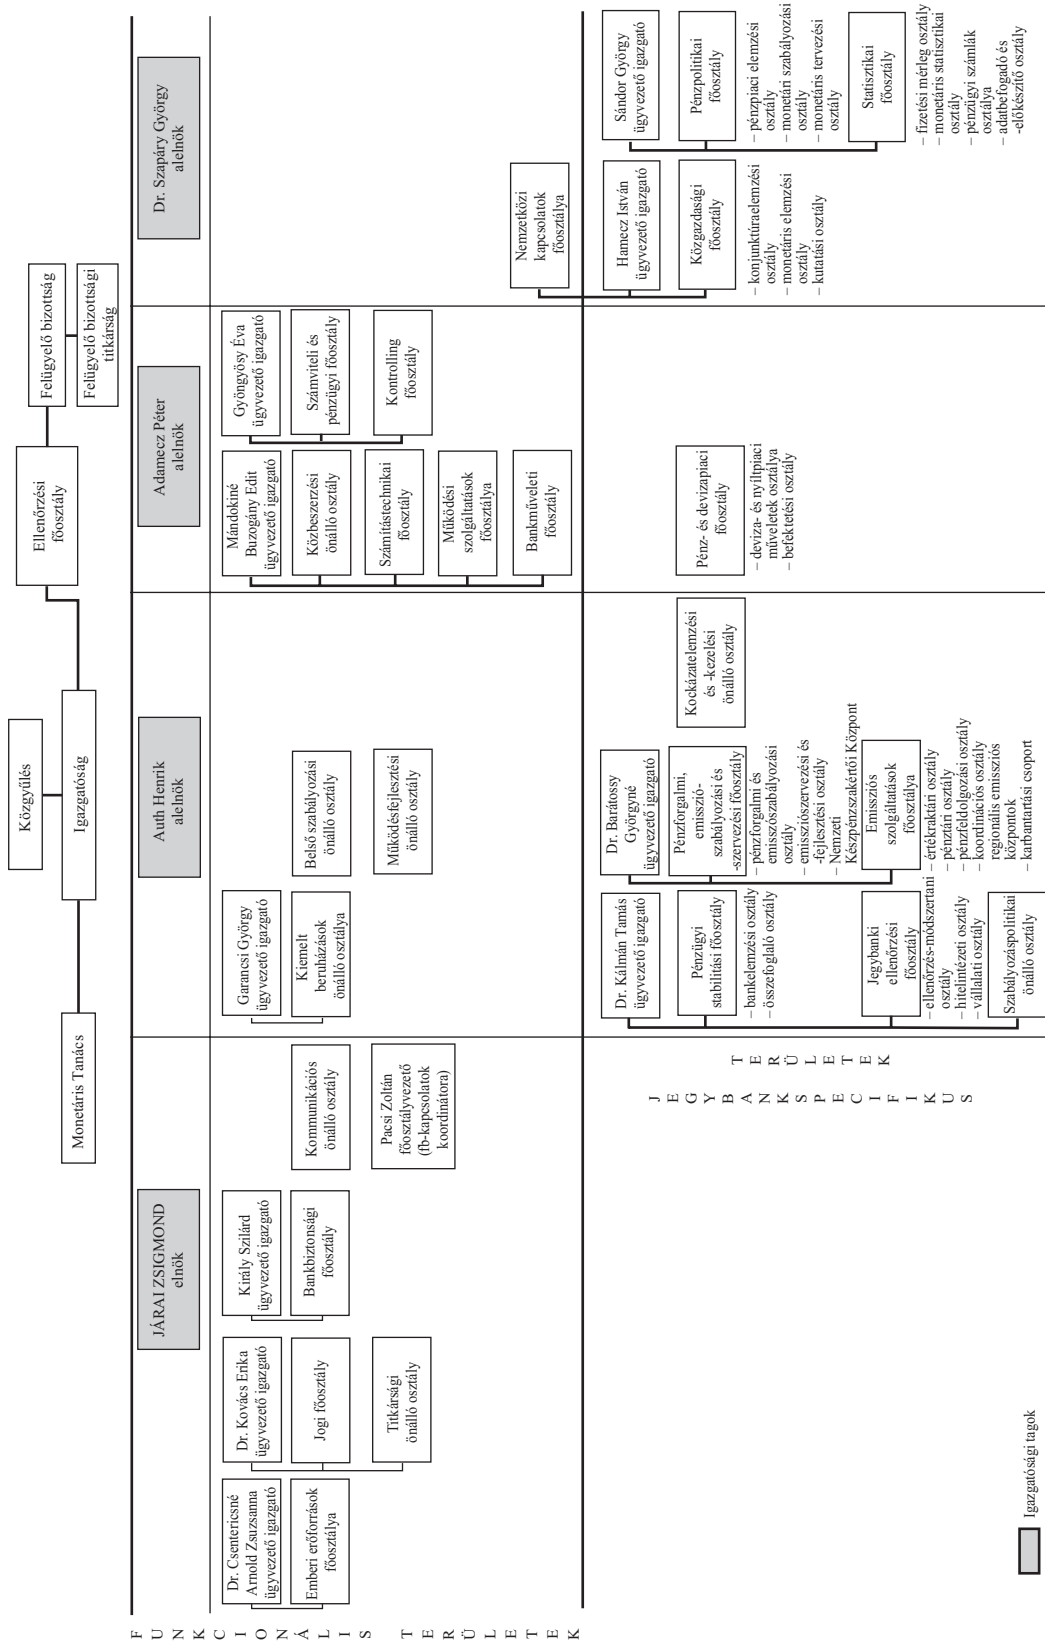 Közgyűlés
Igazgatóság
Monetáris Tanács
Ellenőrzési
főosztály
Felügyelő bizottság
Felügyelő bizottsági
titkárság
JÁRAI ZSIGMOND
elnök
Auth Henrik
alelnök
Adamecz Péter
alelnök
Dr. Szapáry György
alelnök
FUNKCIONÁLIS TERÜLETEK
Dr. Csentericsné
Arnold Zsuzsanna
ügyvezető igazgató
Emberi erőforrások
főosztálya
Dr. Kovács Erika
ügyvezető igazgató
Jogi főosztály
Titkársági
önálló osztály
Király Szilárd
ügyvezető igazgató
Bankbiztonsági
főosztály
Kommunikációs
önálló osztály
Pacsi Zoltán
főosztályvezető
(fb-kapcsolatok
koordinátora)
Garancsi György
ügyvezető igazgató
Kiemelt
beruházások
önálló osztálya
Belső szabályozási
önálló osztály
Működésfejlesztési
önálló osztály
Mándokiné
Buzogány Edit
ügyvezető igazgató
Közbeszerzési
önálló osztály
Számítástechnikai
főosztály
Működési
szolgáltatások
főosztálya
Bankműveleti
főosztály
Gyöngyösy Éva
ügyvezető igazgató
Számviteli és
pénzügyi főosztály
Kontrolling
főosztály
Nemzetközi
kapcsolatok
főosztálya
JEGYBANKSPECIFIKUS
TERÜLETEK
Dr. Kálmán Tamás
ügyvezető igazgató
Pénzügyi
stabilitási főosztály
– bankelemzési osztály
– összefoglaló osztály
Jegybanki
ellenőrzési
főosztály
– ellenőrzés-módszertani
osztály
– hitelintézeti osztály
– vállalati osztály
Szabályozáspolitikai
önálló osztály
Dr. Barátossy
Györgyné
ügyvezető igazgató
Pénzforgalmi,
emisszió-
szabályozási és
-szervezési főosztály
– pénzforgalmi és
emissziószabályozási
osztály
– emissziószervezési és
-fejlesztési osztály
– Nemzeti
Készpénzszakértői Központ
Emissziós
szolgáltatások
főosztálya
– értékraktári osztály
– pénztári osztály
– pénzfeldolgozási osztály
– koordinációs osztály
regionális emissziós
központok
– karbantartási csoport
Kockázatelemzési
és -kezelési
önálló osztály
Pénz- és devizapiaci
főosztály
– deviza- és nyíltpiaci
műveletek osztálya
– befektetési osztály
Hamecz István
ügyvezető igazgató
Közgazdasági
főosztály
– konjunktúraelemzési
osztály
– monetáris elemzési
osztály
– kutatási osztály
Sándor György
ügyvezető igazgató
Pénzpolitikai
főosztály
– pénzpiaci elemzési
osztály
– monetári szabályozási
osztály
– monetáris tervezési
osztály
Statisztikai
főosztály
– fizetési mérleg osztály
– monetáris statisztikai
osztály
– pénzügyi számlák
osztálya
– adatbefogadó és
-előkészítő osztály
Igazgatósági tagok